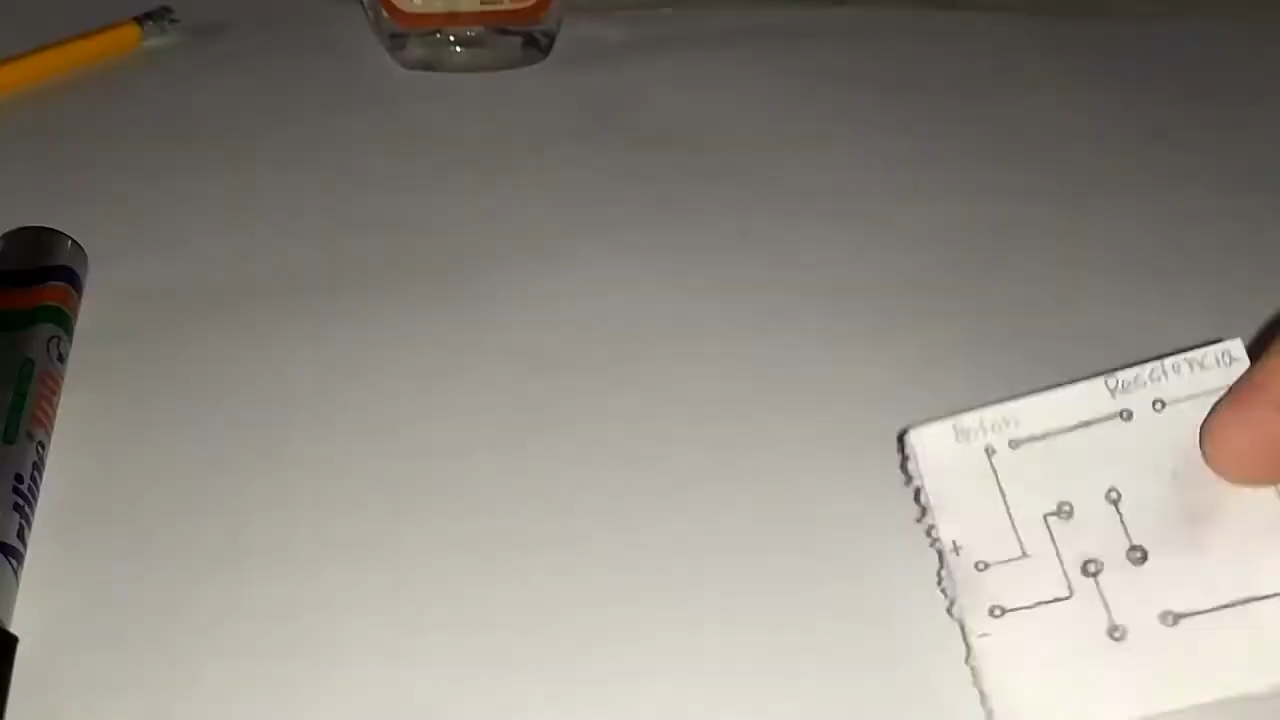 Artline
Boton
Resistencia
+
-